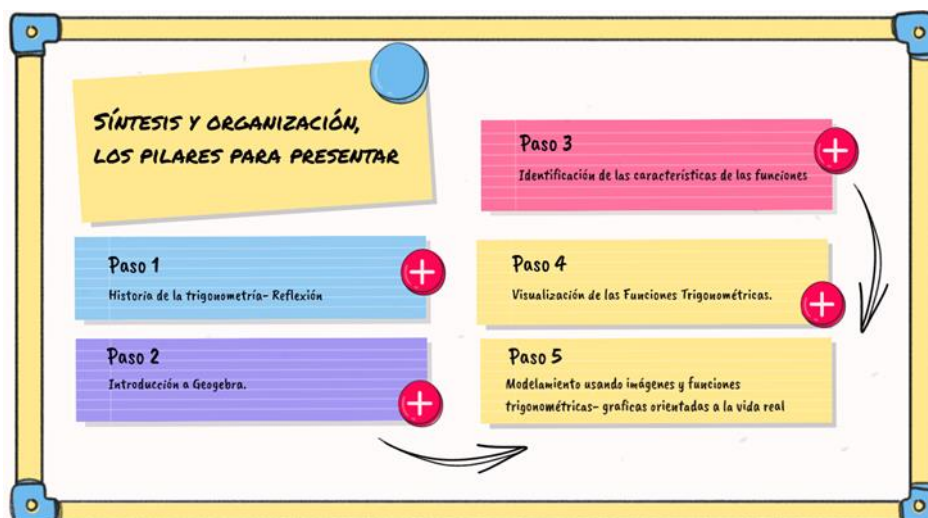 SÍNTESIS Y ORGANIZACIÓN,
LOS PILARES PARA PRESENTAR
Paso 1
Historia de la trigonometría- Reflexión
Paso 2
Introducción a Geogebra.
Paso 3
Identificación de las características de las funciones
Paso 4
Visualización de las Funciones Trigonométricas.
Paso 5
Modelamiento usando imágenes y funciones
trigonométricas- graficas orientadas a la vida real